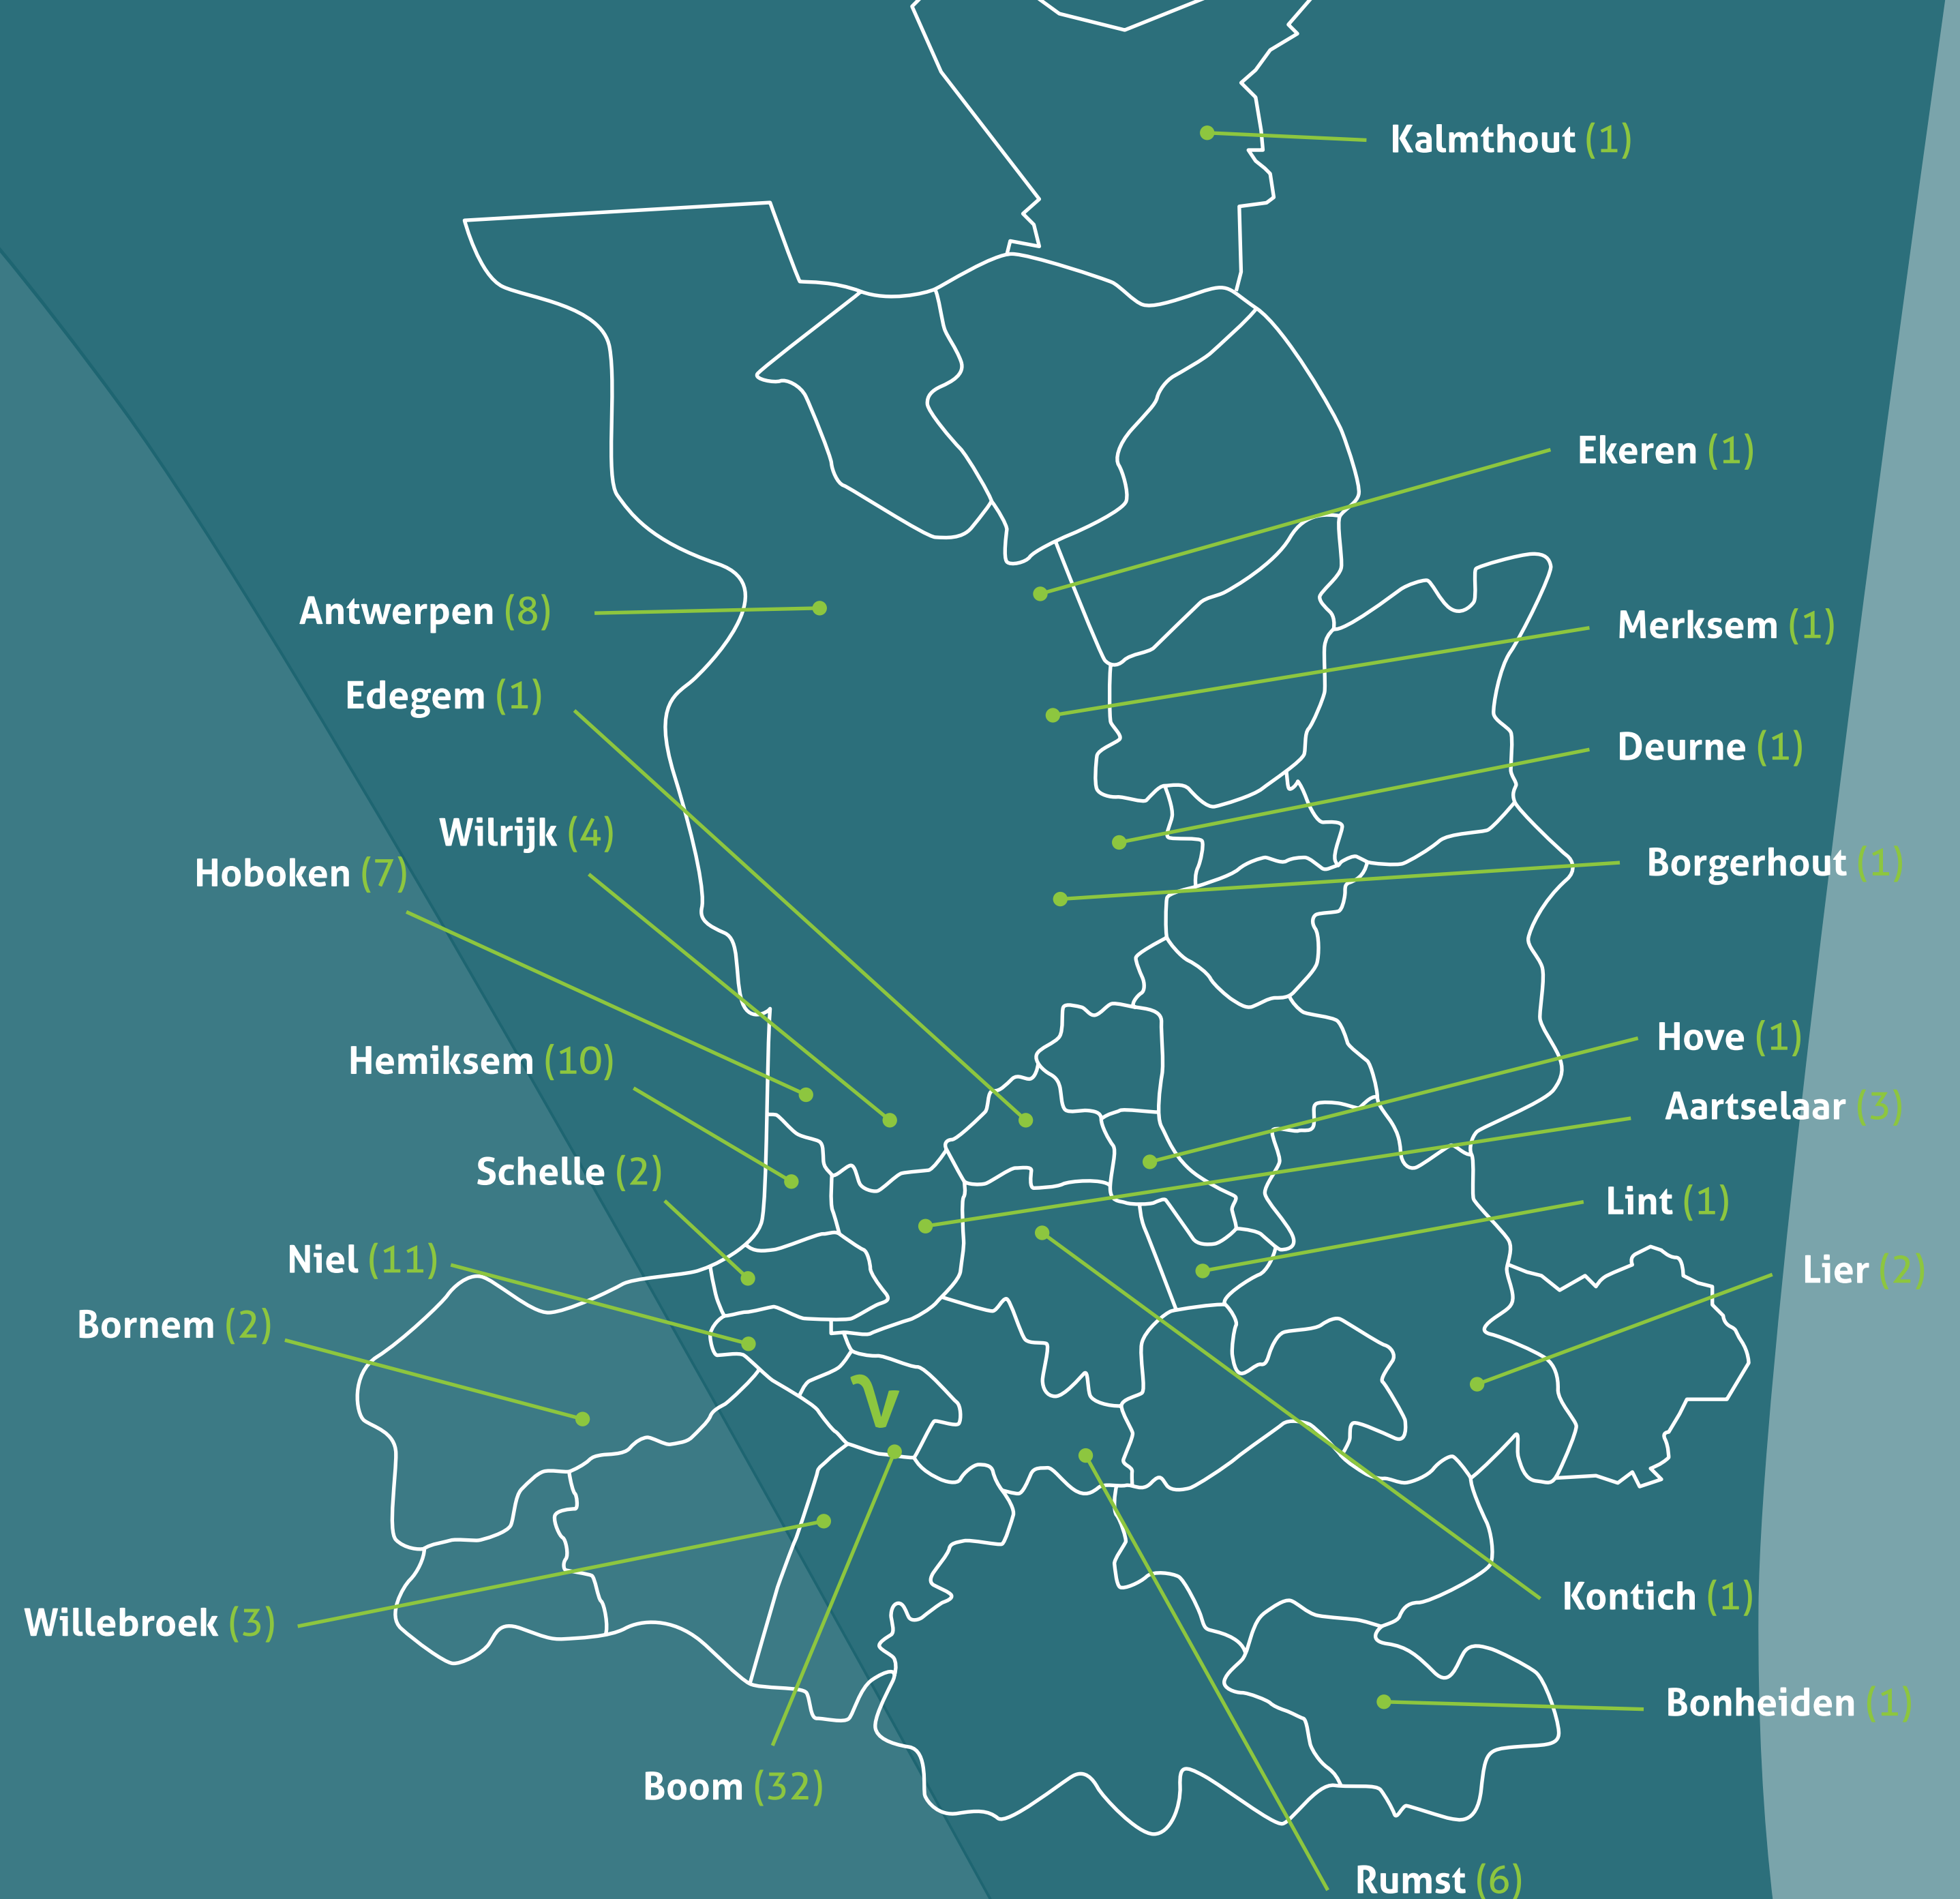 Kalmthout (1)
Ekeren (1)
Antwerpen (8)
Merksem (1)
Edegem (1)
Deurne (1)
Wilrijk (4)
Borgerhout (1)
Hoboken (7)
Hove (1)
Hemiksem (10)
Aartselaar (3)
Schelle (2)
Lint (1)
Niel (11)
Lier (2)
Bornem (2)
V
Kontich (1)
Willebroek (3)
Bonheiden (1)
Boom (32)
Rumst (6)